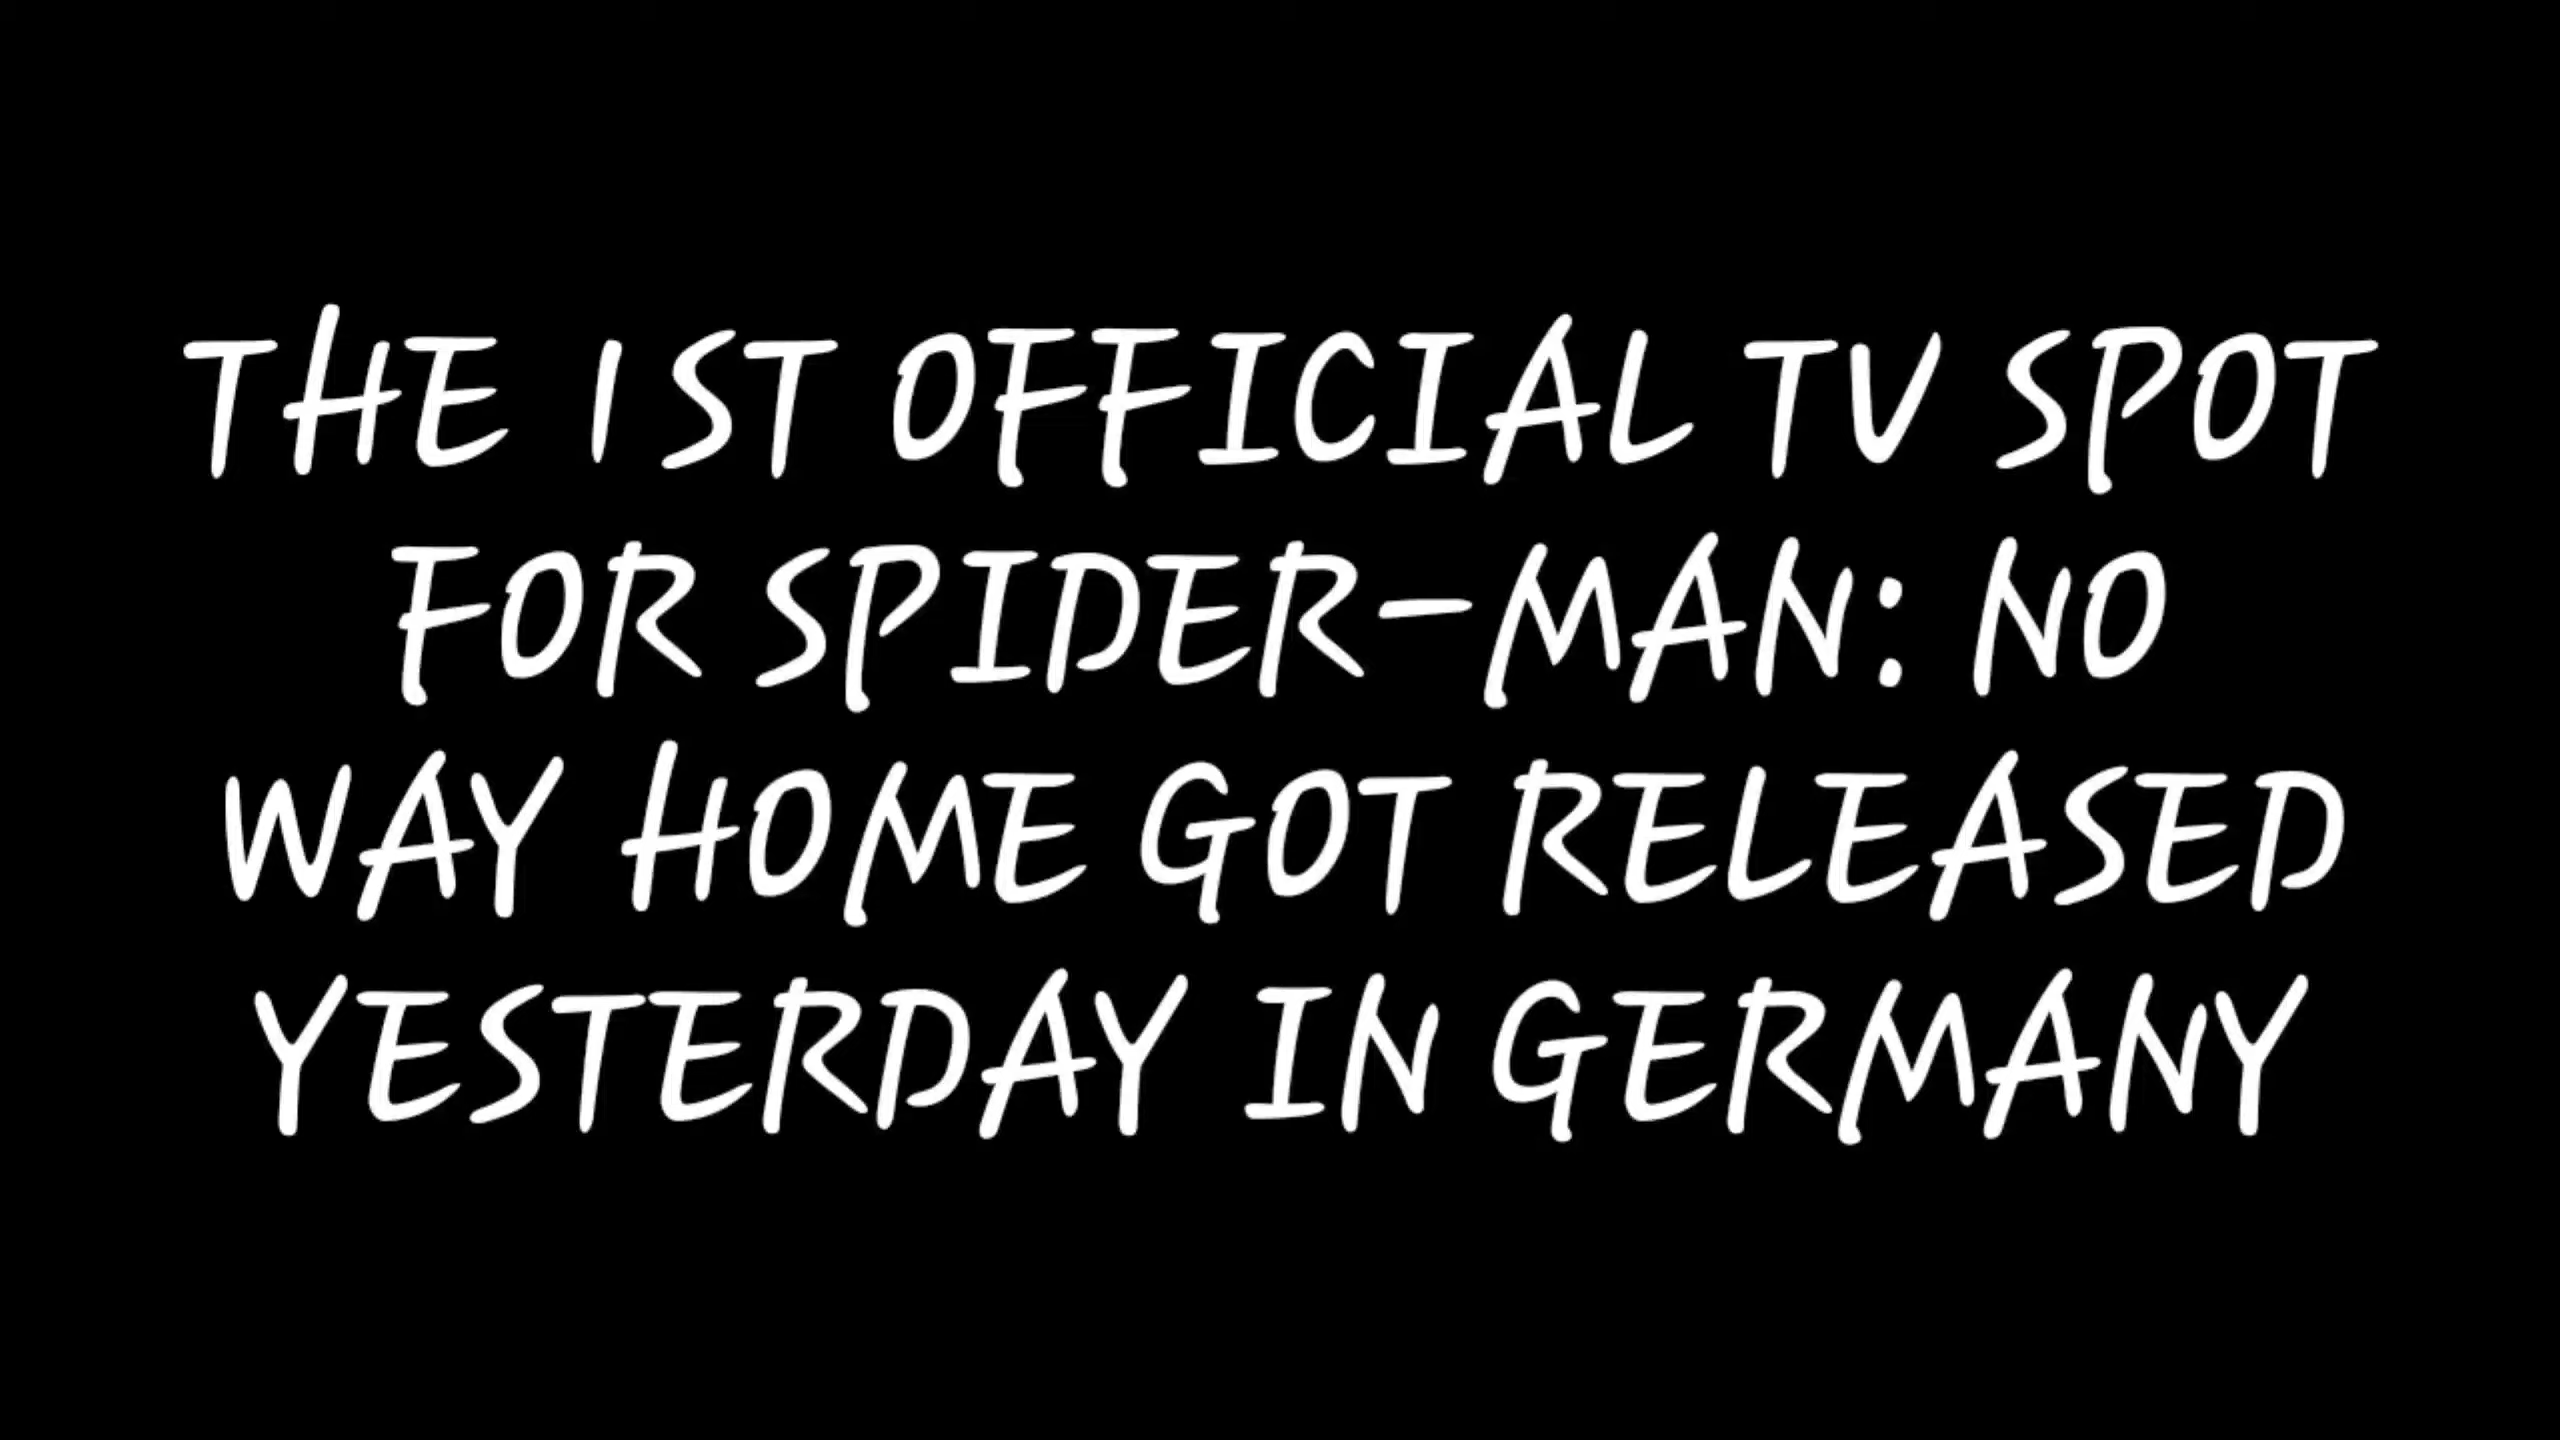 THE 1ST OFFICIAL TV SPOT
FOR SPIDER-MAN: NO
WAY HOME GOT RELEASED
YESTERDAY IN GERMANY